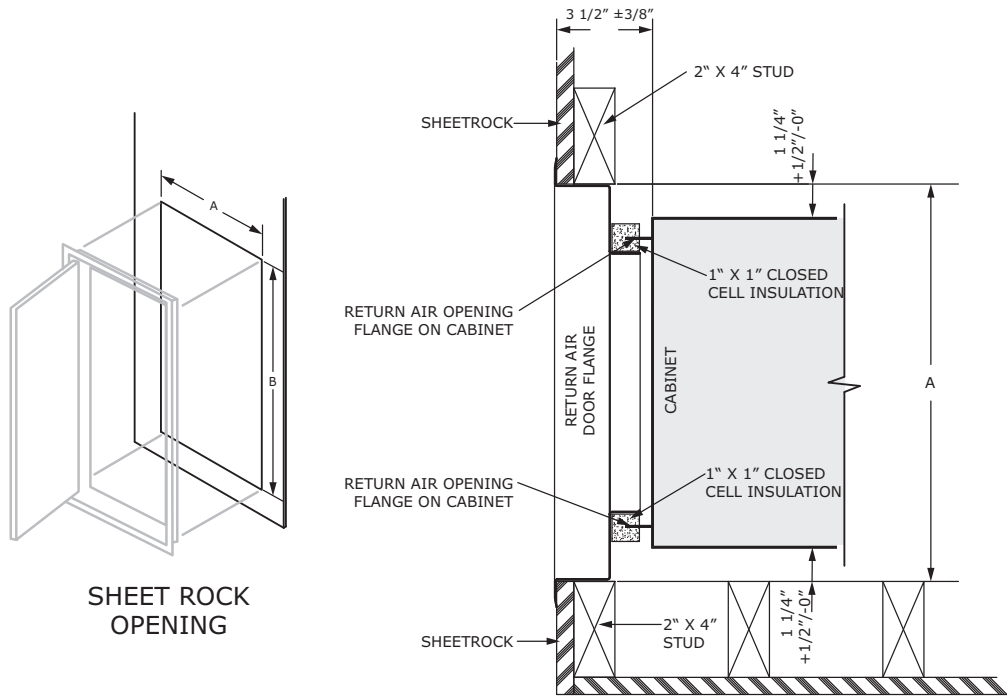 3 1/2” ±3/8”
2“ X 4” STUD
SHEETROCK
1 1/4”
+1/2”/-0”
A
B
RETURN AIR OPENING
FLANGE ON CABINET
1“ X 1” CLOSED
CELL INSULATION
RETURN AIR
DOOR FLANGE
CABINET
A
RETURN AIR OPENING
FLANGE ON CABINET
1“ X 1” CLOSED
CELL INSULATION
SHEET ROCK
OPENING
SHEETROCK
2“ X 4”
STUD
1 1/4”
+1/2”/-0”